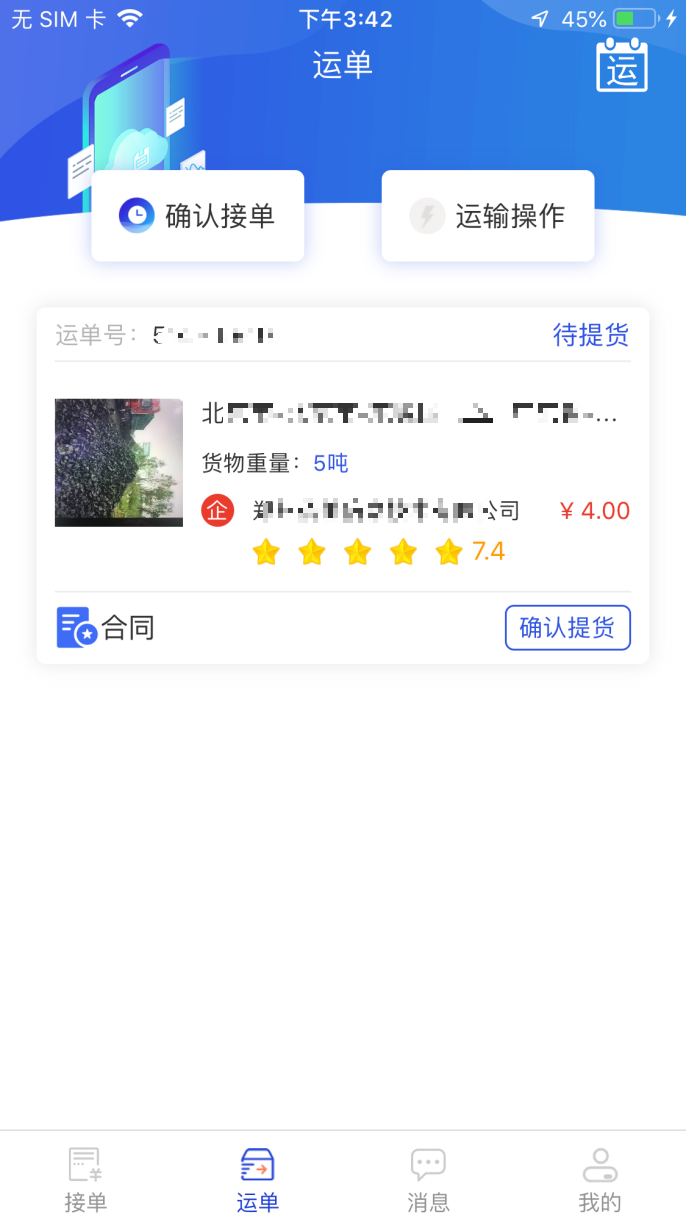 无 SIM 卡 下午3:42 45%
运单
运
确认接单 运输操作
运单号: 待提货
北 ...
货物重量: 5吨
企 公司 ¥ 4.00
7.4
合同 确认提货
接单 运单 消息 我的